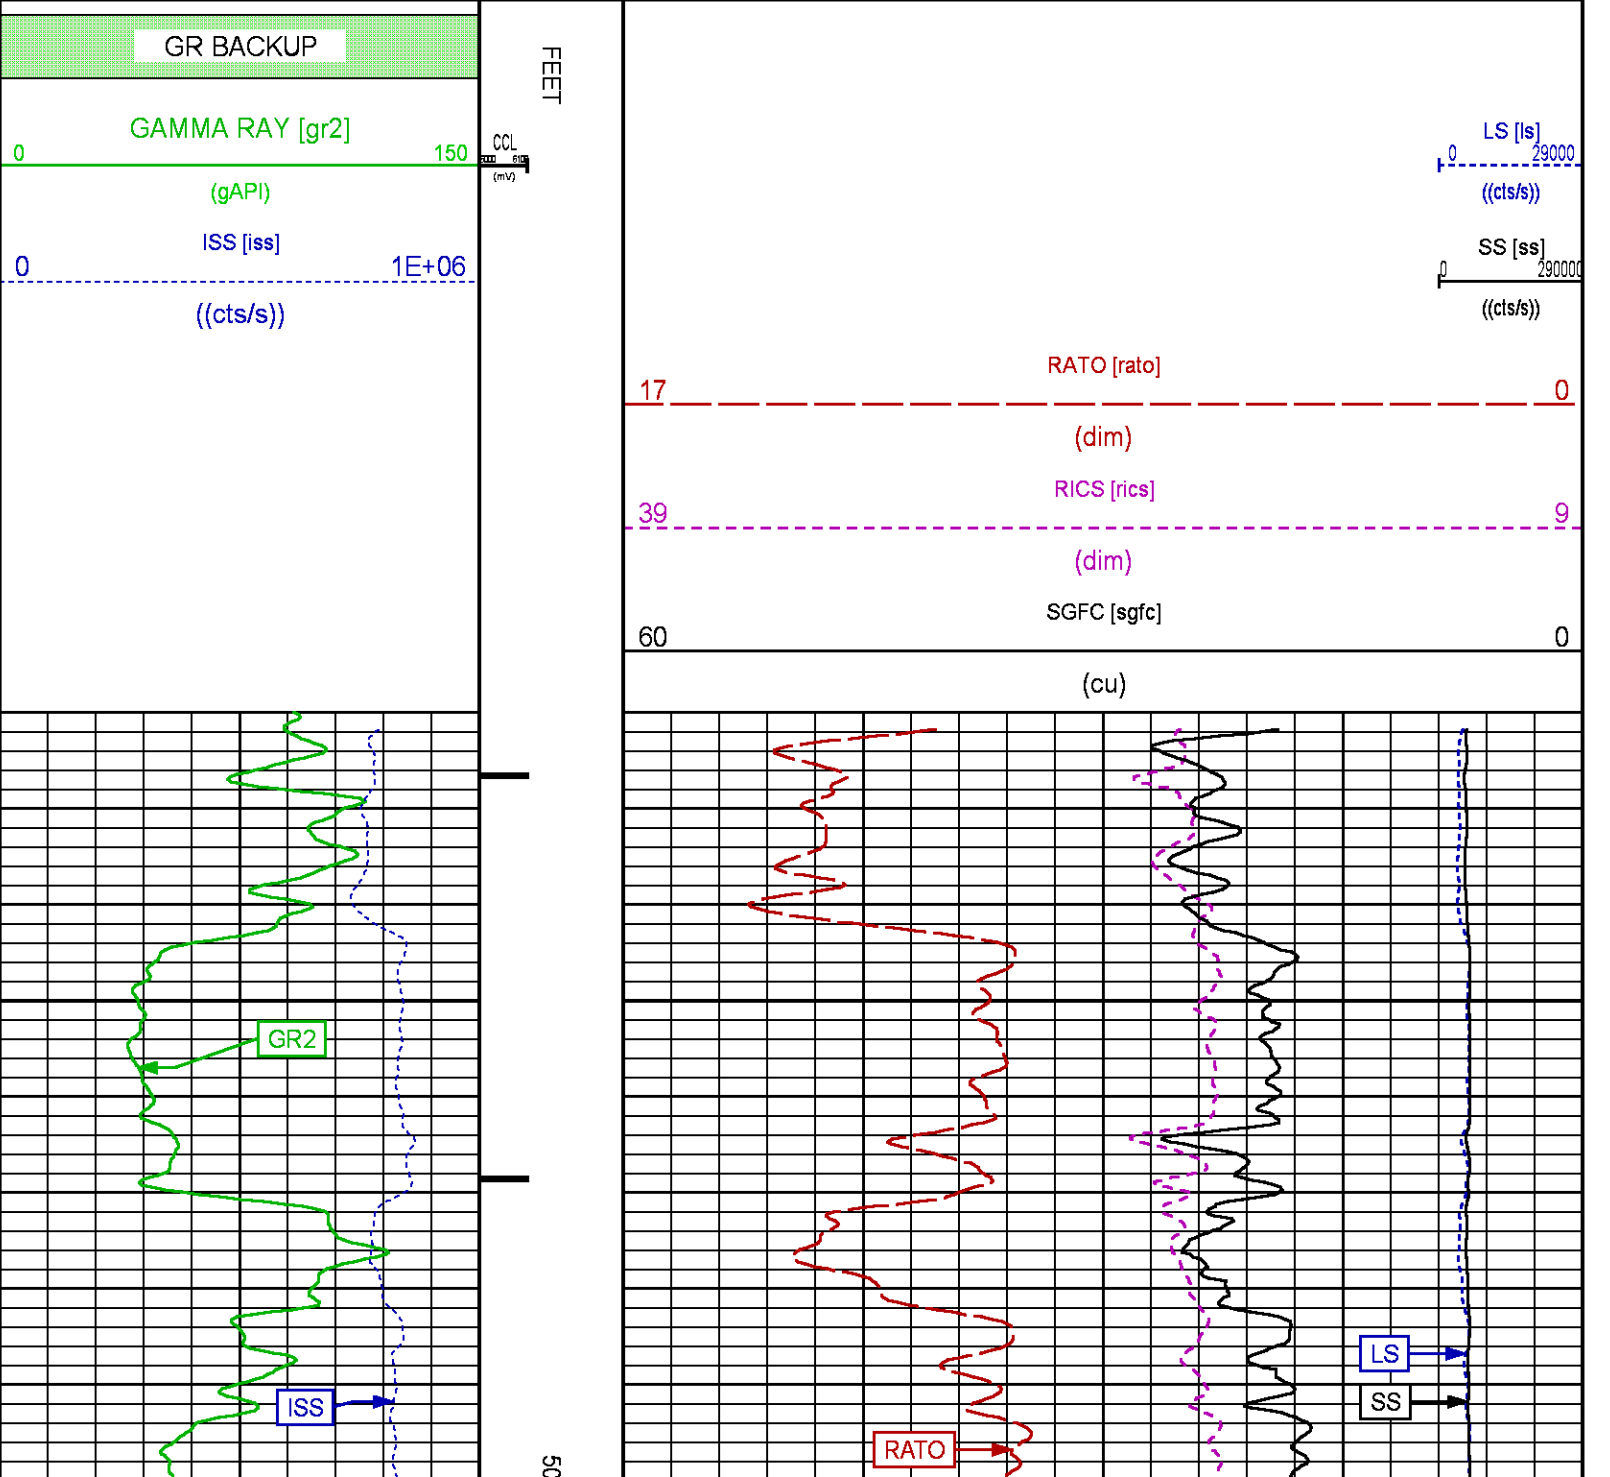 GR BACKUP
GAMMA RAY [gr2]
0 150
(gAPI)
ISS [iss]
0 1E+06
((cts/s))
FEET
CCL
(mV)
LS [ls]
0 29000
((cts/s))
SS [ss]
0 290000
((cts/s))
RATO [rato]
17 0
(dim)
RICS [rics]
39 9
(dim)
SGFC [sgfc]
60 0
(cu)
GR2
ISS
LS
SS
RATO
50